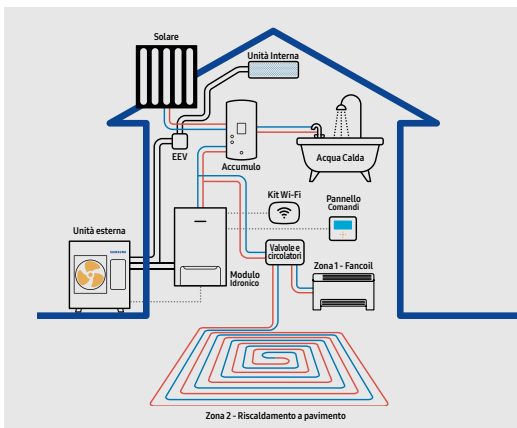 Solare
Unità Interna
EEV
Accumulo
Acqua Calda
Kit Wi-Fi
Pannello
Comandi
Unità esterna
SAMSUNG
Modulo
Idronico
Valvole e
circolatori
Zona 1 - Fancoil
Zona 2 - Riscaldamento a pavimento